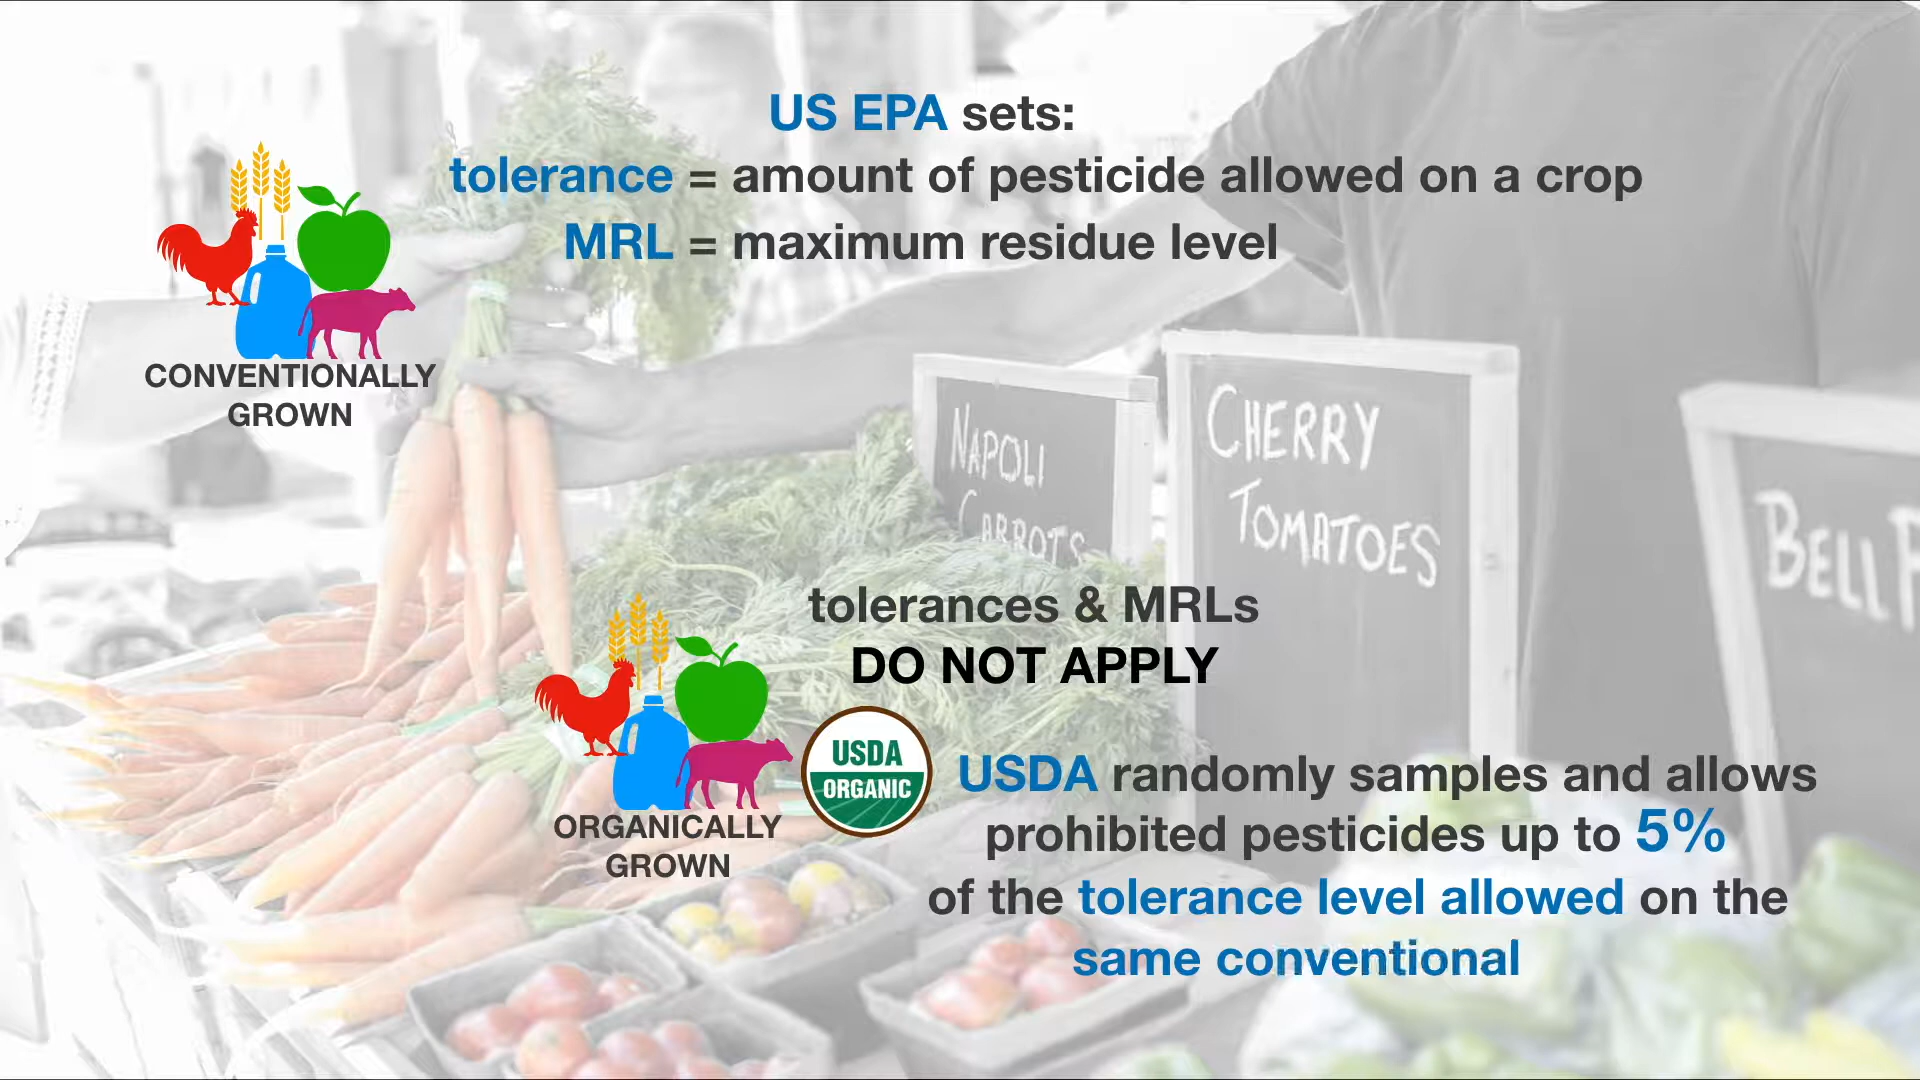 US EPA sets:
tolerance = amount of pesticide allowed on a crop
MRL = maximum residue level
CONVENTIONALLY
GROWN
NAPOLI
CARROTS
CHERRY
TOMATOES
BELL
tolerances & MRLs
DO NOT APPLY
USDA
ORGANIC
USDA randomly samples and allows
prohibited pesticides up to 5%
of the tolerance level allowed on the
same conventional
ORGANICALLY
GROWN